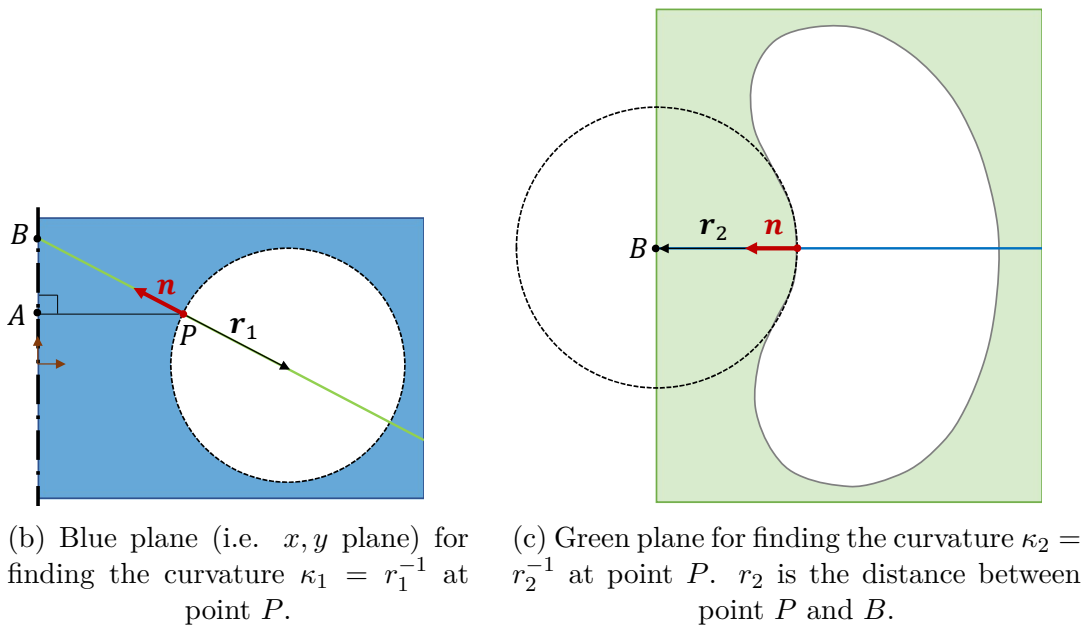 B
n
A
P
r₁
B
r₂
n
(b) Blue plane (i.e. x, y plane) for
finding the curvature κ₁ = r₁⁻¹ at
point P.
(c) Green plane for finding the curvature κ₂ =
r₂⁻¹ at point P. r₂ is the distance between
point P and B.